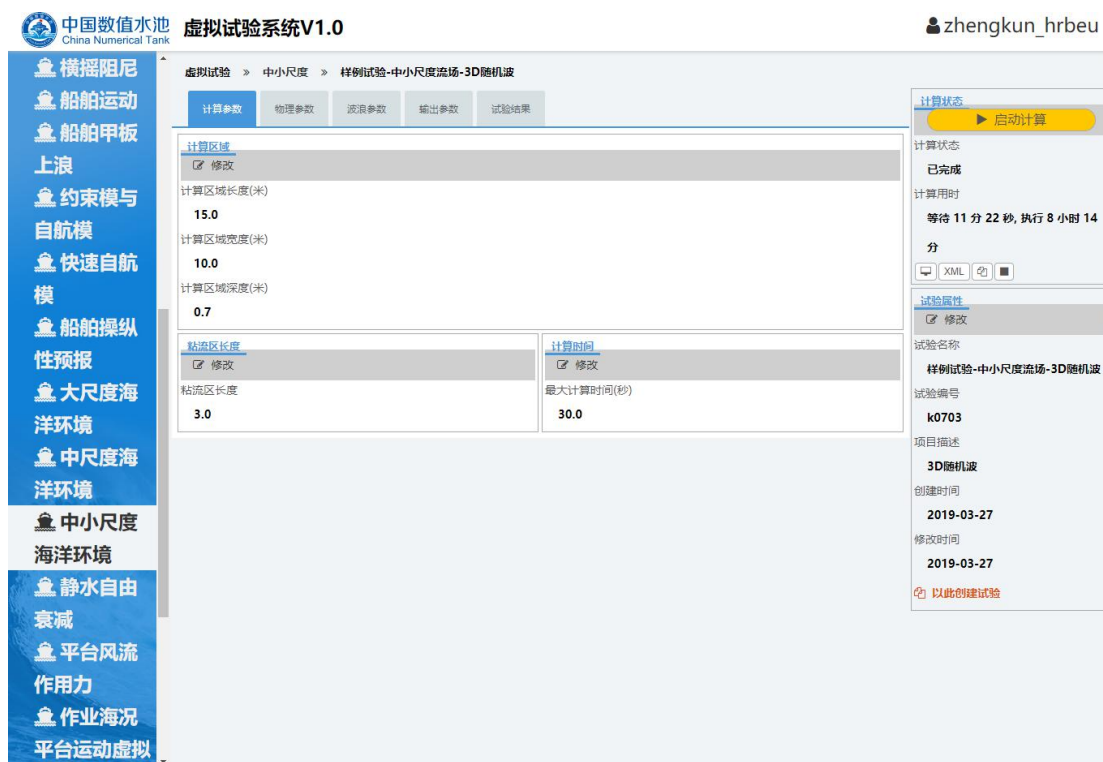 中国数值水池
China Numerical Tank
虚拟试验系统V1.0
zhengkun_hrbeu
横摇阻尼
船舶运动
船舶甲板
上浪
约束模与
自航模
快速自航
模
船舶操纵
性预报
大尺度海
洋环境
中尺度海
洋环境
中小尺度
海洋环境
静水自由
衰减
平台风流
作用力
作业海况
平台运动虚拟
虚拟试验 » 中小尺度 » 样例试验-中小尺度流场-3D随机波
计算参数 物理参数 波浪参数 输出参数 试验结果
计算区域
修改
计算区域长度(米)
15.0
计算区域宽度(米)
10.0
计算区域深度(米)
0.7
粘流区长度
修改
粘流区长度
3.0
计算时间
修改
最大计算时间(秒)
30.0
计算状态
启动计算
计算状态
已完成
计算用时
等待 11 分 22 秒, 执行 8 小时 14
分
XML
试验属性
修改
试验名称
样例试验-中小尺度流场-3D随机波
试验编号
k0703
项目描述
3D随机波
创建时间
2019-03-27
修改时间
2019-03-27
以此创建试验